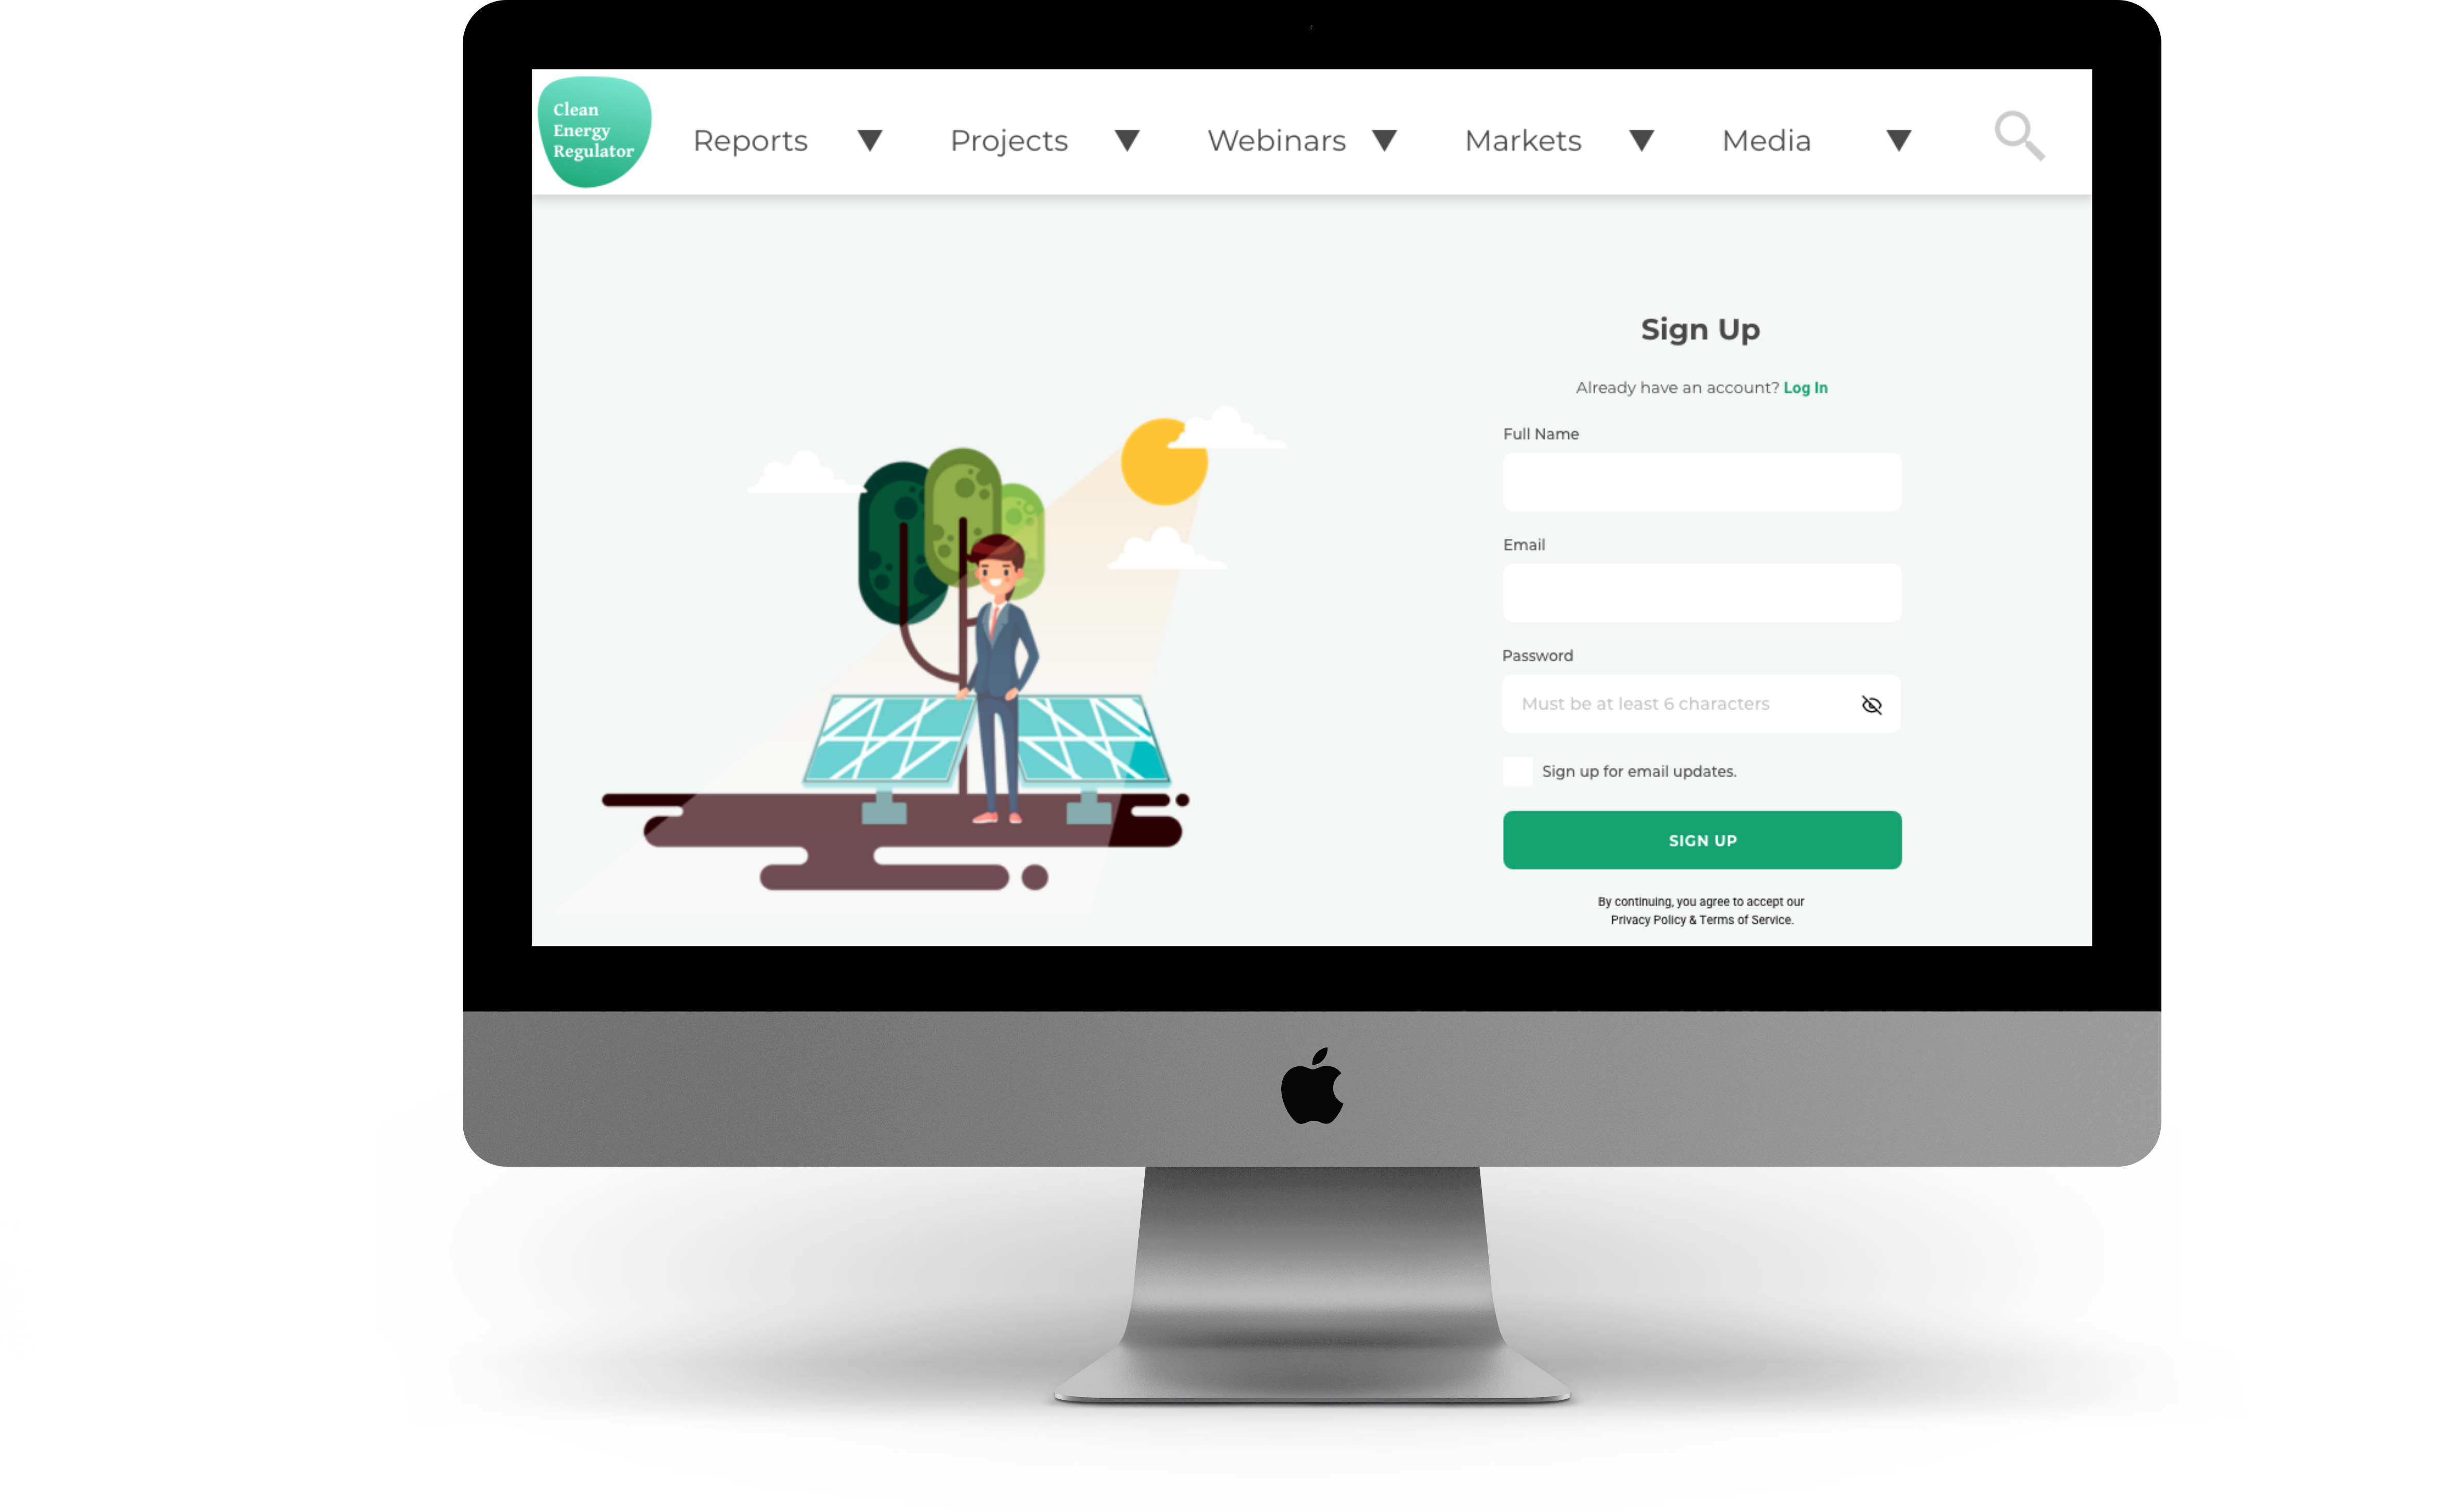 Clean
Energy
Regulator
Reports
Projects
Webinars
Markets
Media
Sign Up
Already have an account? Log In
Full Name
Email
Password
Must be at least 6 characters
Sign up for email updates.
SIGN UP
By continuing, you agree to accept our
Privacy Policy & Terms of Service.